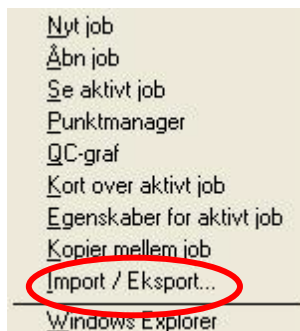 Nyt job
Åbn job
Se aktivt job
Punktmanager
QC-graf
Kort over aktivt job
Egenskaber for aktivt job
Kopier mellem job
Import / Eksport...
Windows Explorer